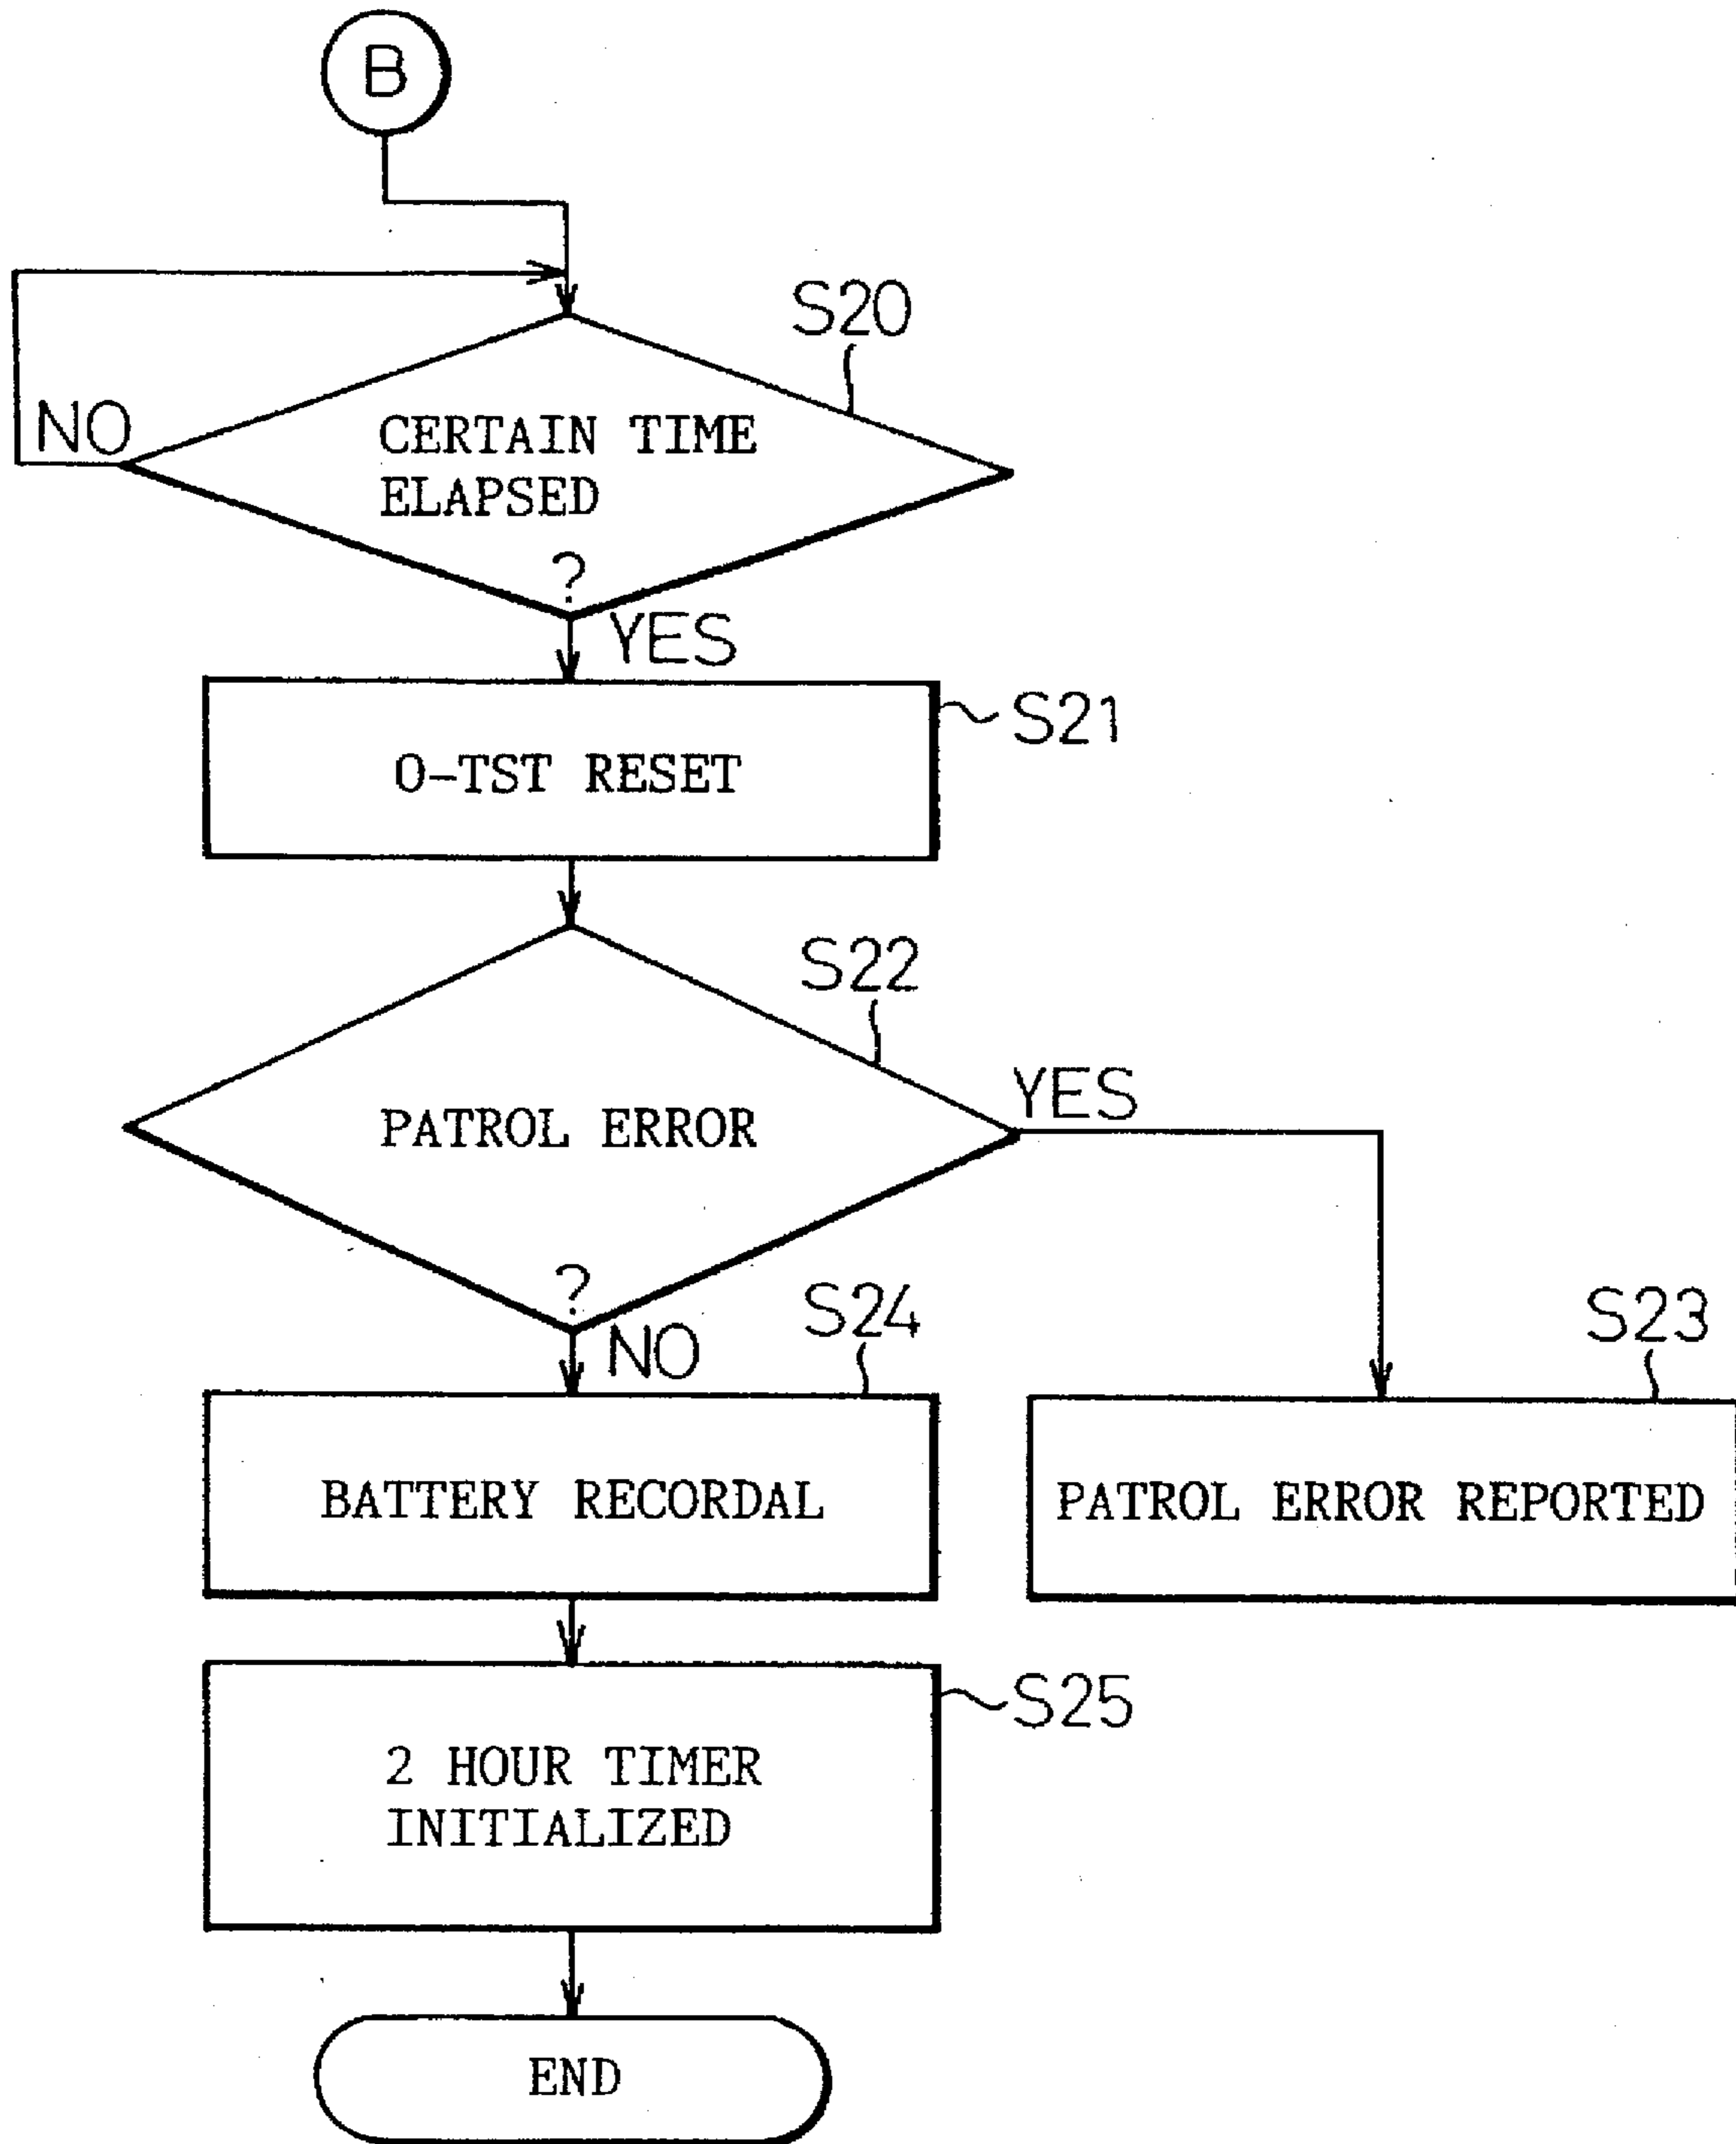 B
S20
NO
CERTAIN TIME
ELAPSED
?
YES
S21
O-TST RESET
S22
YES
PATROL ERROR
?
NO
S24
S23
BATTERY RECORDAL
PATROL ERROR REPORTED
S25
2 HOUR TIMER
INITIALIZED
END